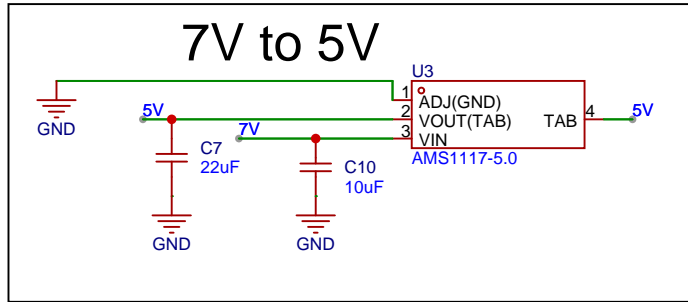 7V to 5V
U3
1 ADJ(GND)
GND
5V 2 VOUT(TAB) TAB 4 5V
7V 3 VIN
C7
22uF
AMS1117-5.0
C10
10uF
GND
GND